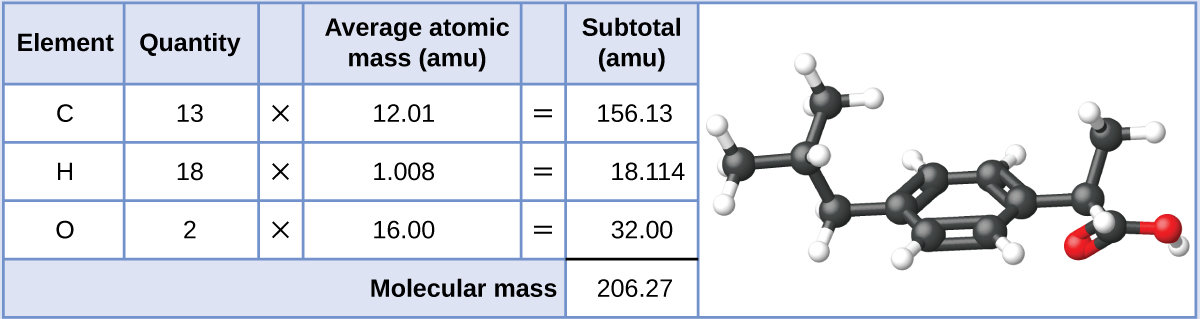 Element Quantity Average atomic mass (amu) Subtotal (amu)
C 13 × 12.01 = 156.13
H 18 × 1.008 = 18.114
O 2 × 16.00 = 32.00
Molecular mass 206.27